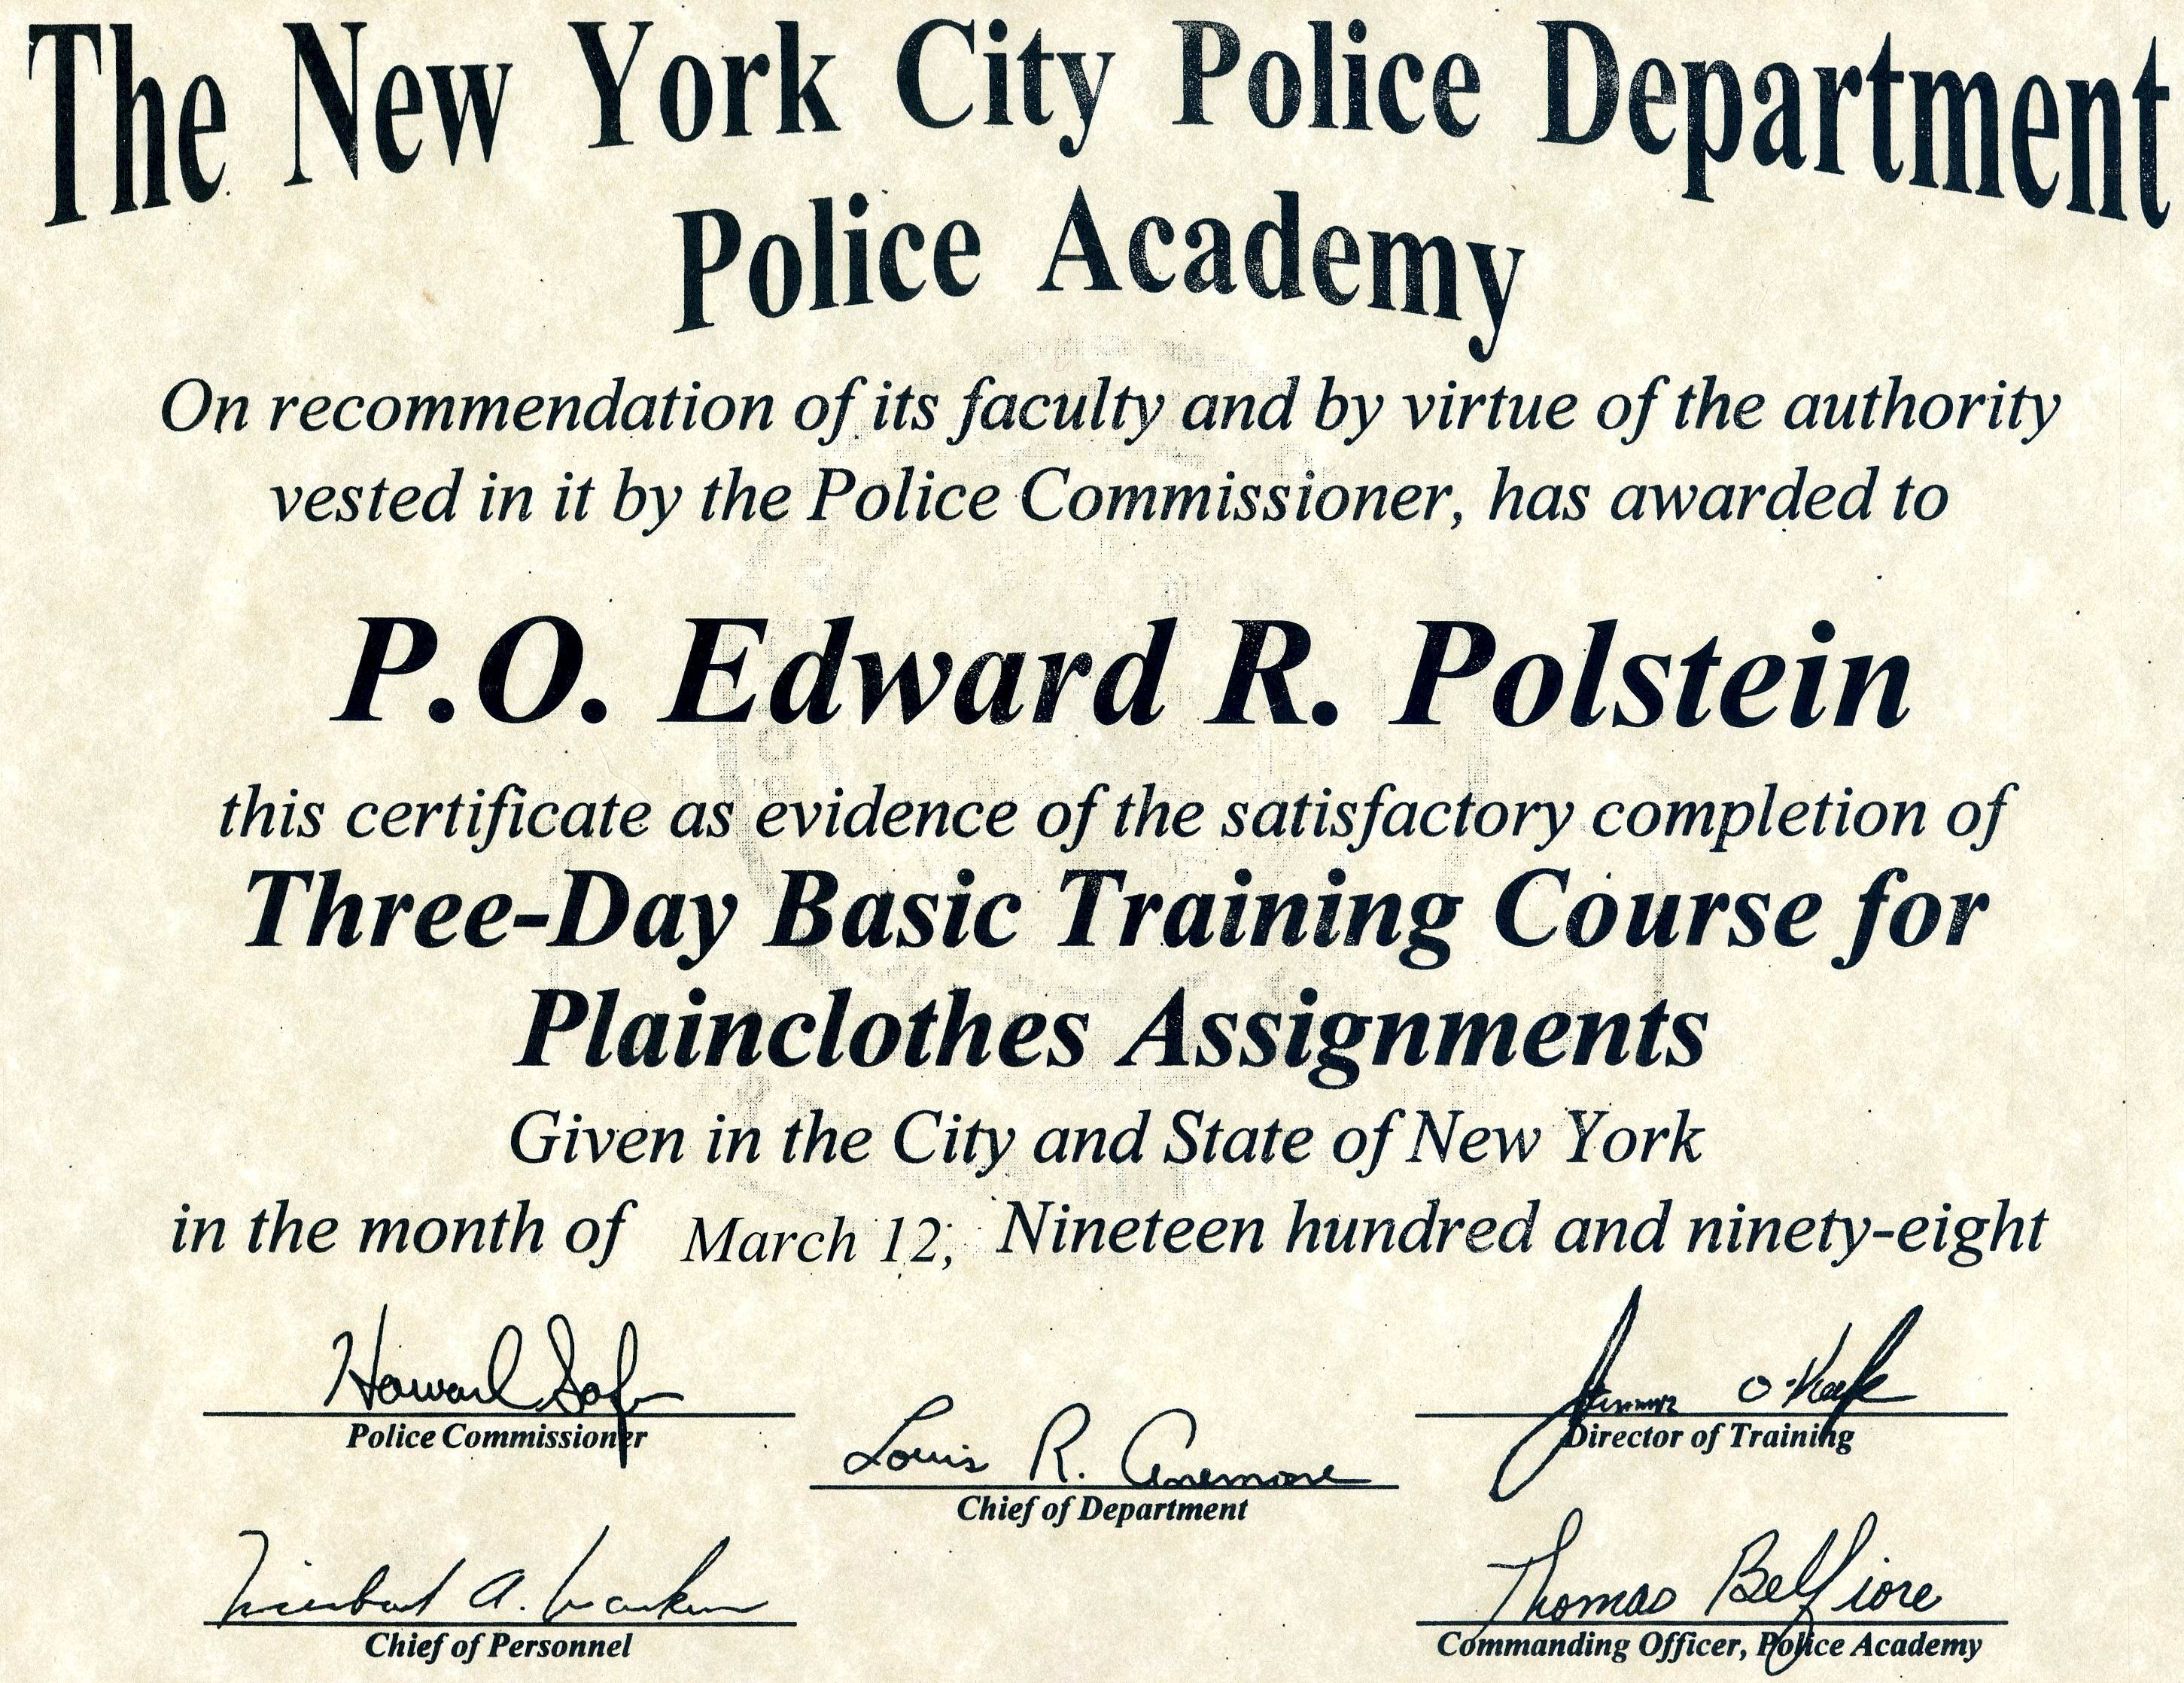 The New York City Police Department
Police Academy
On recommendation of its faculty and by virtue of the authority
vested in it by the Police Commissioner, has awarded to
P.O. Edward R. Polstein
this certificate as evidence of the satisfactory completion of
Three-Day Basic Training Course for
Plainclothes Assignments
Given in the City and State of New York
in the month of March 12, Nineteen hundred and ninety-eight
Howard Safir
Police Commissioner
James O'Keefe
Director of Training
Louis R. Anemone
Chief of Department
A.
Chief of Personnel
Thomas Belfiore
Commanding Officer, Police Academy